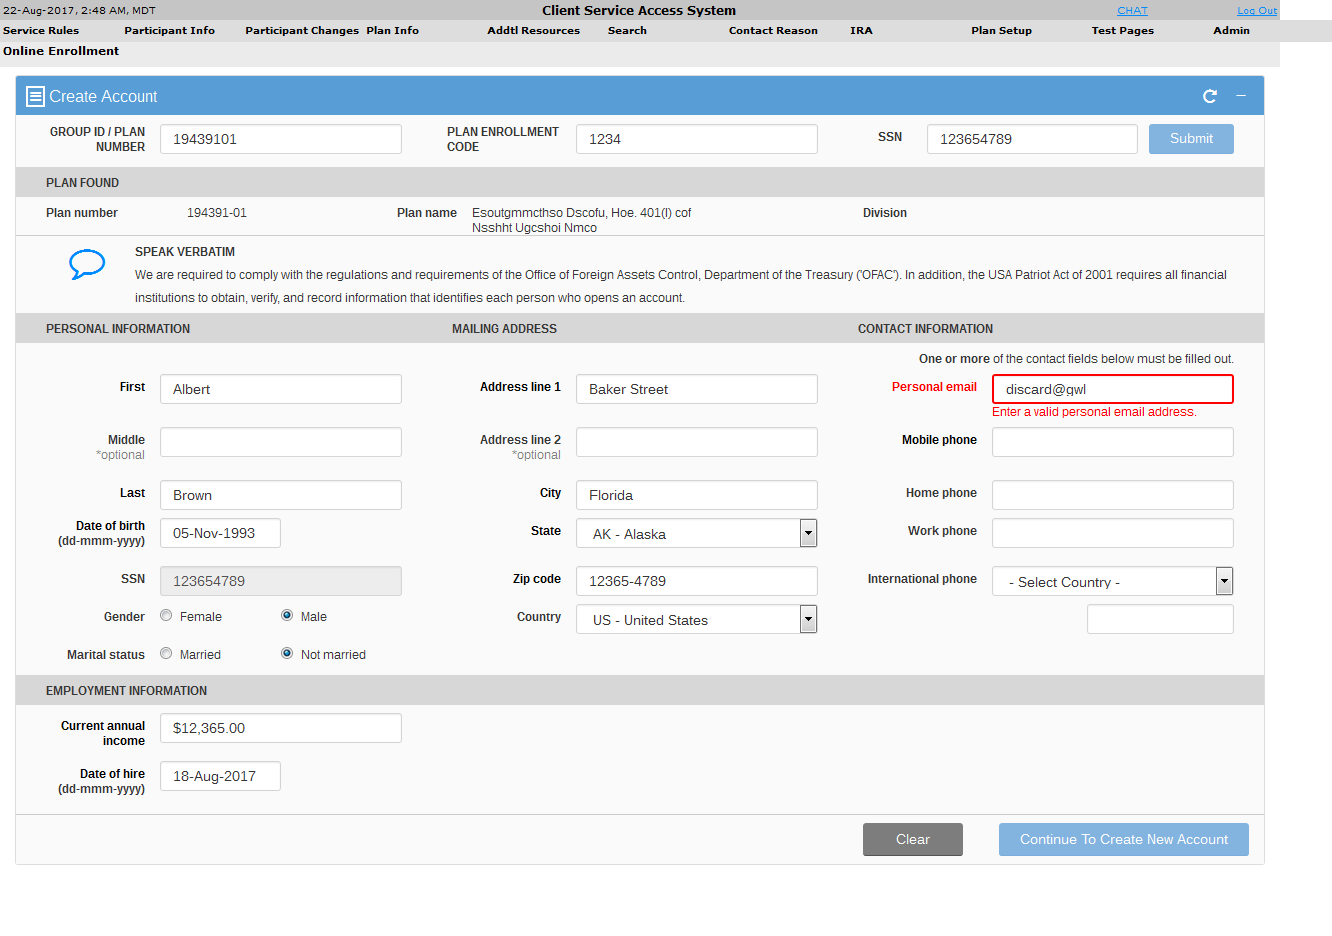 22-Aug-2017, 2:48 AM, MDT Client Service Access System CHAT Log Out
Service Rules Participant Info Participant Changes Plan Info Addtl Resources Search Contact Reason IRA Plan Setup Test Pages Admin
Online Enrollment
Create Account
GROUP ID / PLAN NUMBER 19439101 PLAN ENROLLMENT CODE 1234 SSN 123654789 Submit
PLAN FOUND
Plan number 194391-01 Plan name Esoutgmmcthso Dscofu, Hoe. 401(l) cof Division
Nsshht Ugcshoi Nmco
SPEAK VERBATIM
We are required to comply with the regulations and requirements of the Office of Foreign Assets Control, Department of the Treasury ('OFAC'). In addition, the USA Patriot Act of 2001 requires all financial
institutions to obtain, verify, and record information that identifies each person who opens an account.
PERSONAL INFORMATION MAILING ADDRESS CONTACT INFORMATION
One or more of the contact fields below must be filled out.
First Albert Address line 1 Baker Street Personal email discard@gwl
Enter a valid personal email address.
Middle Address line 2 Mobile phone
*optional *optional
Last Brown City Florida Home phone
Date of birth 05-Nov-1993 State AK - Alaska Work phone
(dd-mmm-yyyy)
SSN 123654789 Zip code 12365-4789 International phone - Select Country -
Gender Female Male Country US - United States
Marital status Married Not married
EMPLOYMENT INFORMATION
Current annual $12,365.00
income
Date of hire 18-Aug-2017
(dd-mmm-yyyy)
Clear Continue To Create New Account